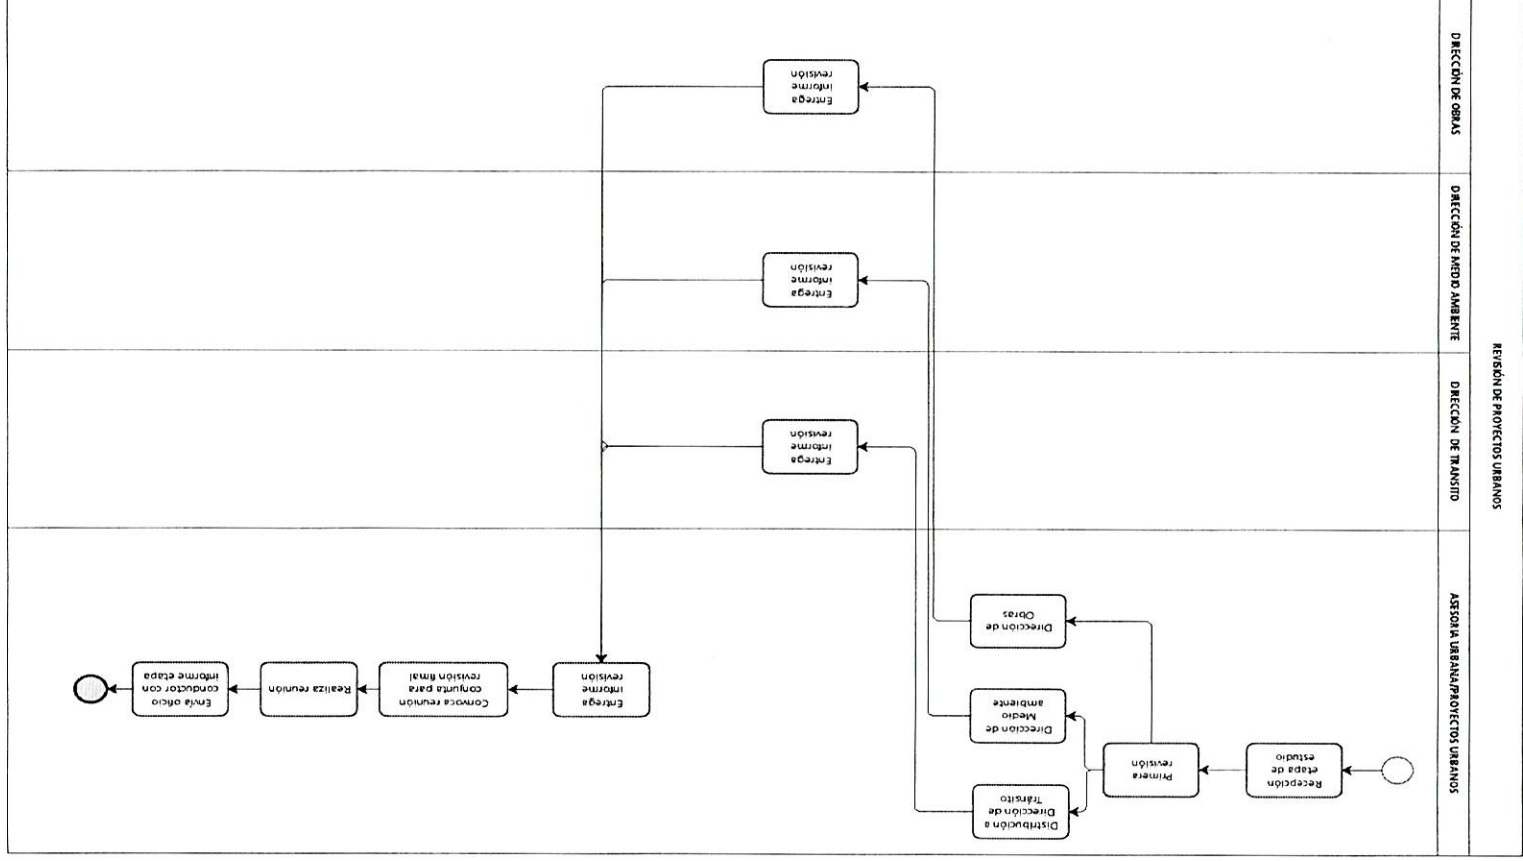 REVISIÓN DE PROYECTOS URBANOS
ASESORIA URBANA/PROYECTOS URBANOS
Recepción
etapa de
estudio
Primera
revisión
Distribución a
Dirección de
Tránsito
Dirección de
Medio
ambiente
Dirección de
Obras
Entrega
informe
revisión
Convoca reunión
conjunta para
revisión fimal
Realiza reunión
Envía oficio
conductor con
informe etapa
DIRECCIÓN DE TRANSITO
Entrega
informe
revisión
DIRECCIÓN DE MEDIO AMBIENTE
Entrega
informe
revisión
DIRECCIÓN DE OBRAS
Entrega
informe
revisión